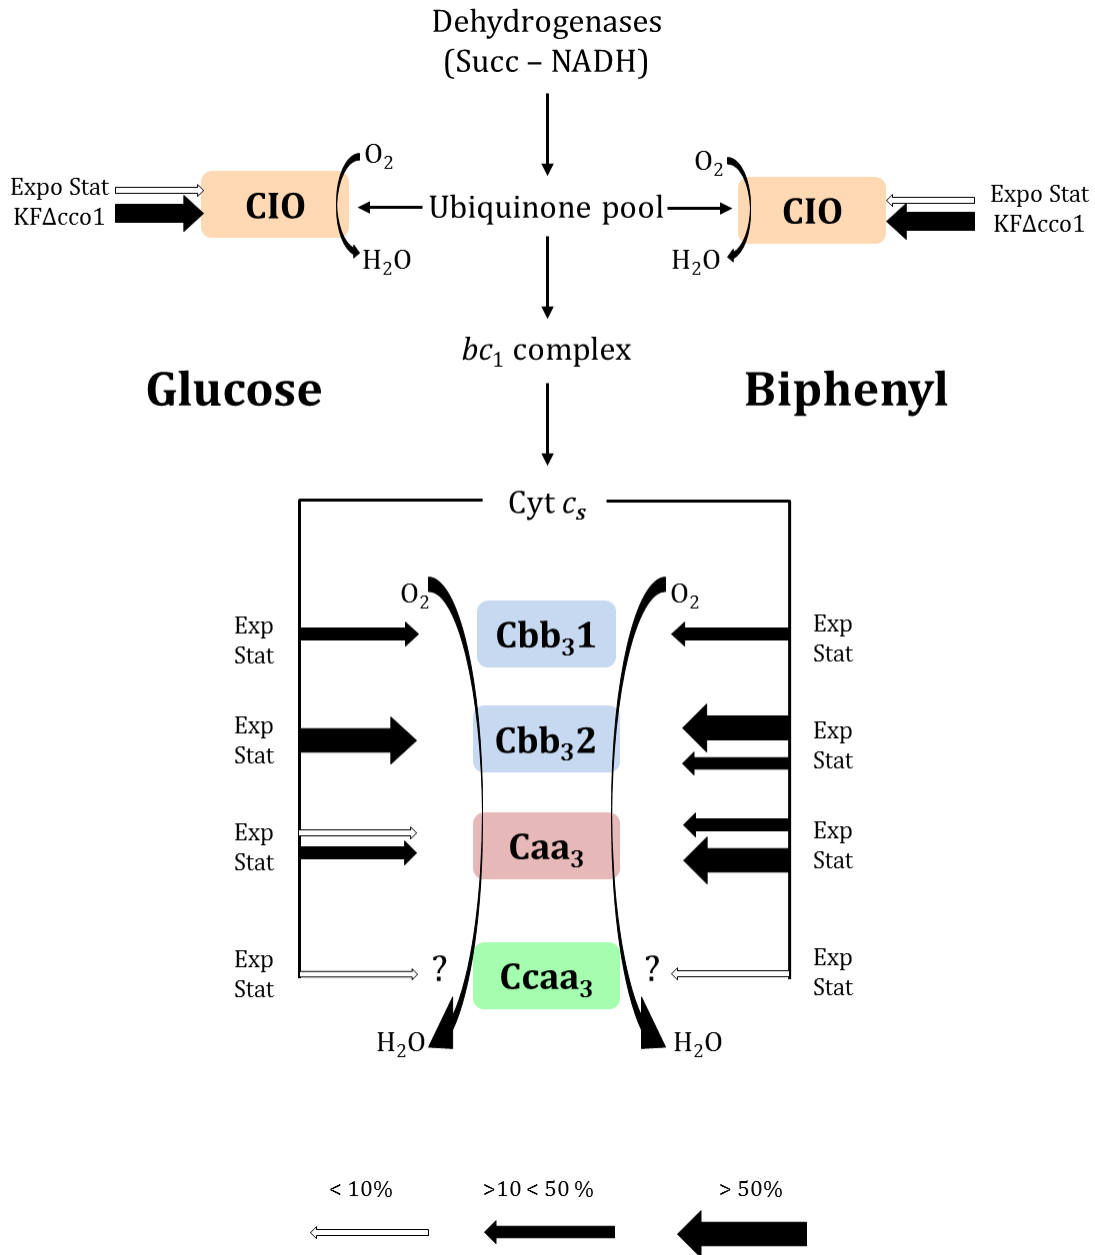 Dehydrogenases
(Succ – NADH)
O2
O2
Expo Stat
KFΔcco1
CIO
Ubiquinone pool
CIO
Expo Stat
KFΔcco1
H2O
H2O
bc1 complex
Glucose
Biphenyl
Cyt cs
O2
O2
Exp
Stat
Cbb31
Exp
Stat
Exp
Stat
Cbb32
Exp
Stat
Exp
Stat
Caa3
Exp
Stat
Exp
Stat
?
Ccaa3
?
Exp
Stat
H2O
H2O
< 10%
>10 < 50 %
> 50%